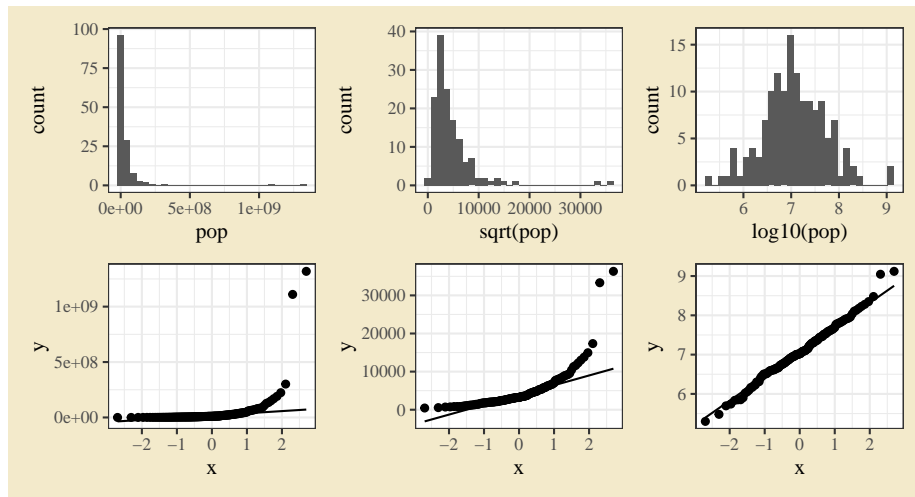 count
100
75
50
25
0
0e+00 5e+08 1e+09
pop
count
40
30
20
10
0
0 10000 20000 30000
sqrt(pop)
count
15
10
5
0
6 7 8 9
log10(pop)
y
1e+09
5e+08
0e+00
−2 −1 0 1 2
x
y
30000
20000
10000
0
−2 −1 0 1 2
x
y
9
8
7
6
−2 −1 0 1 2
x